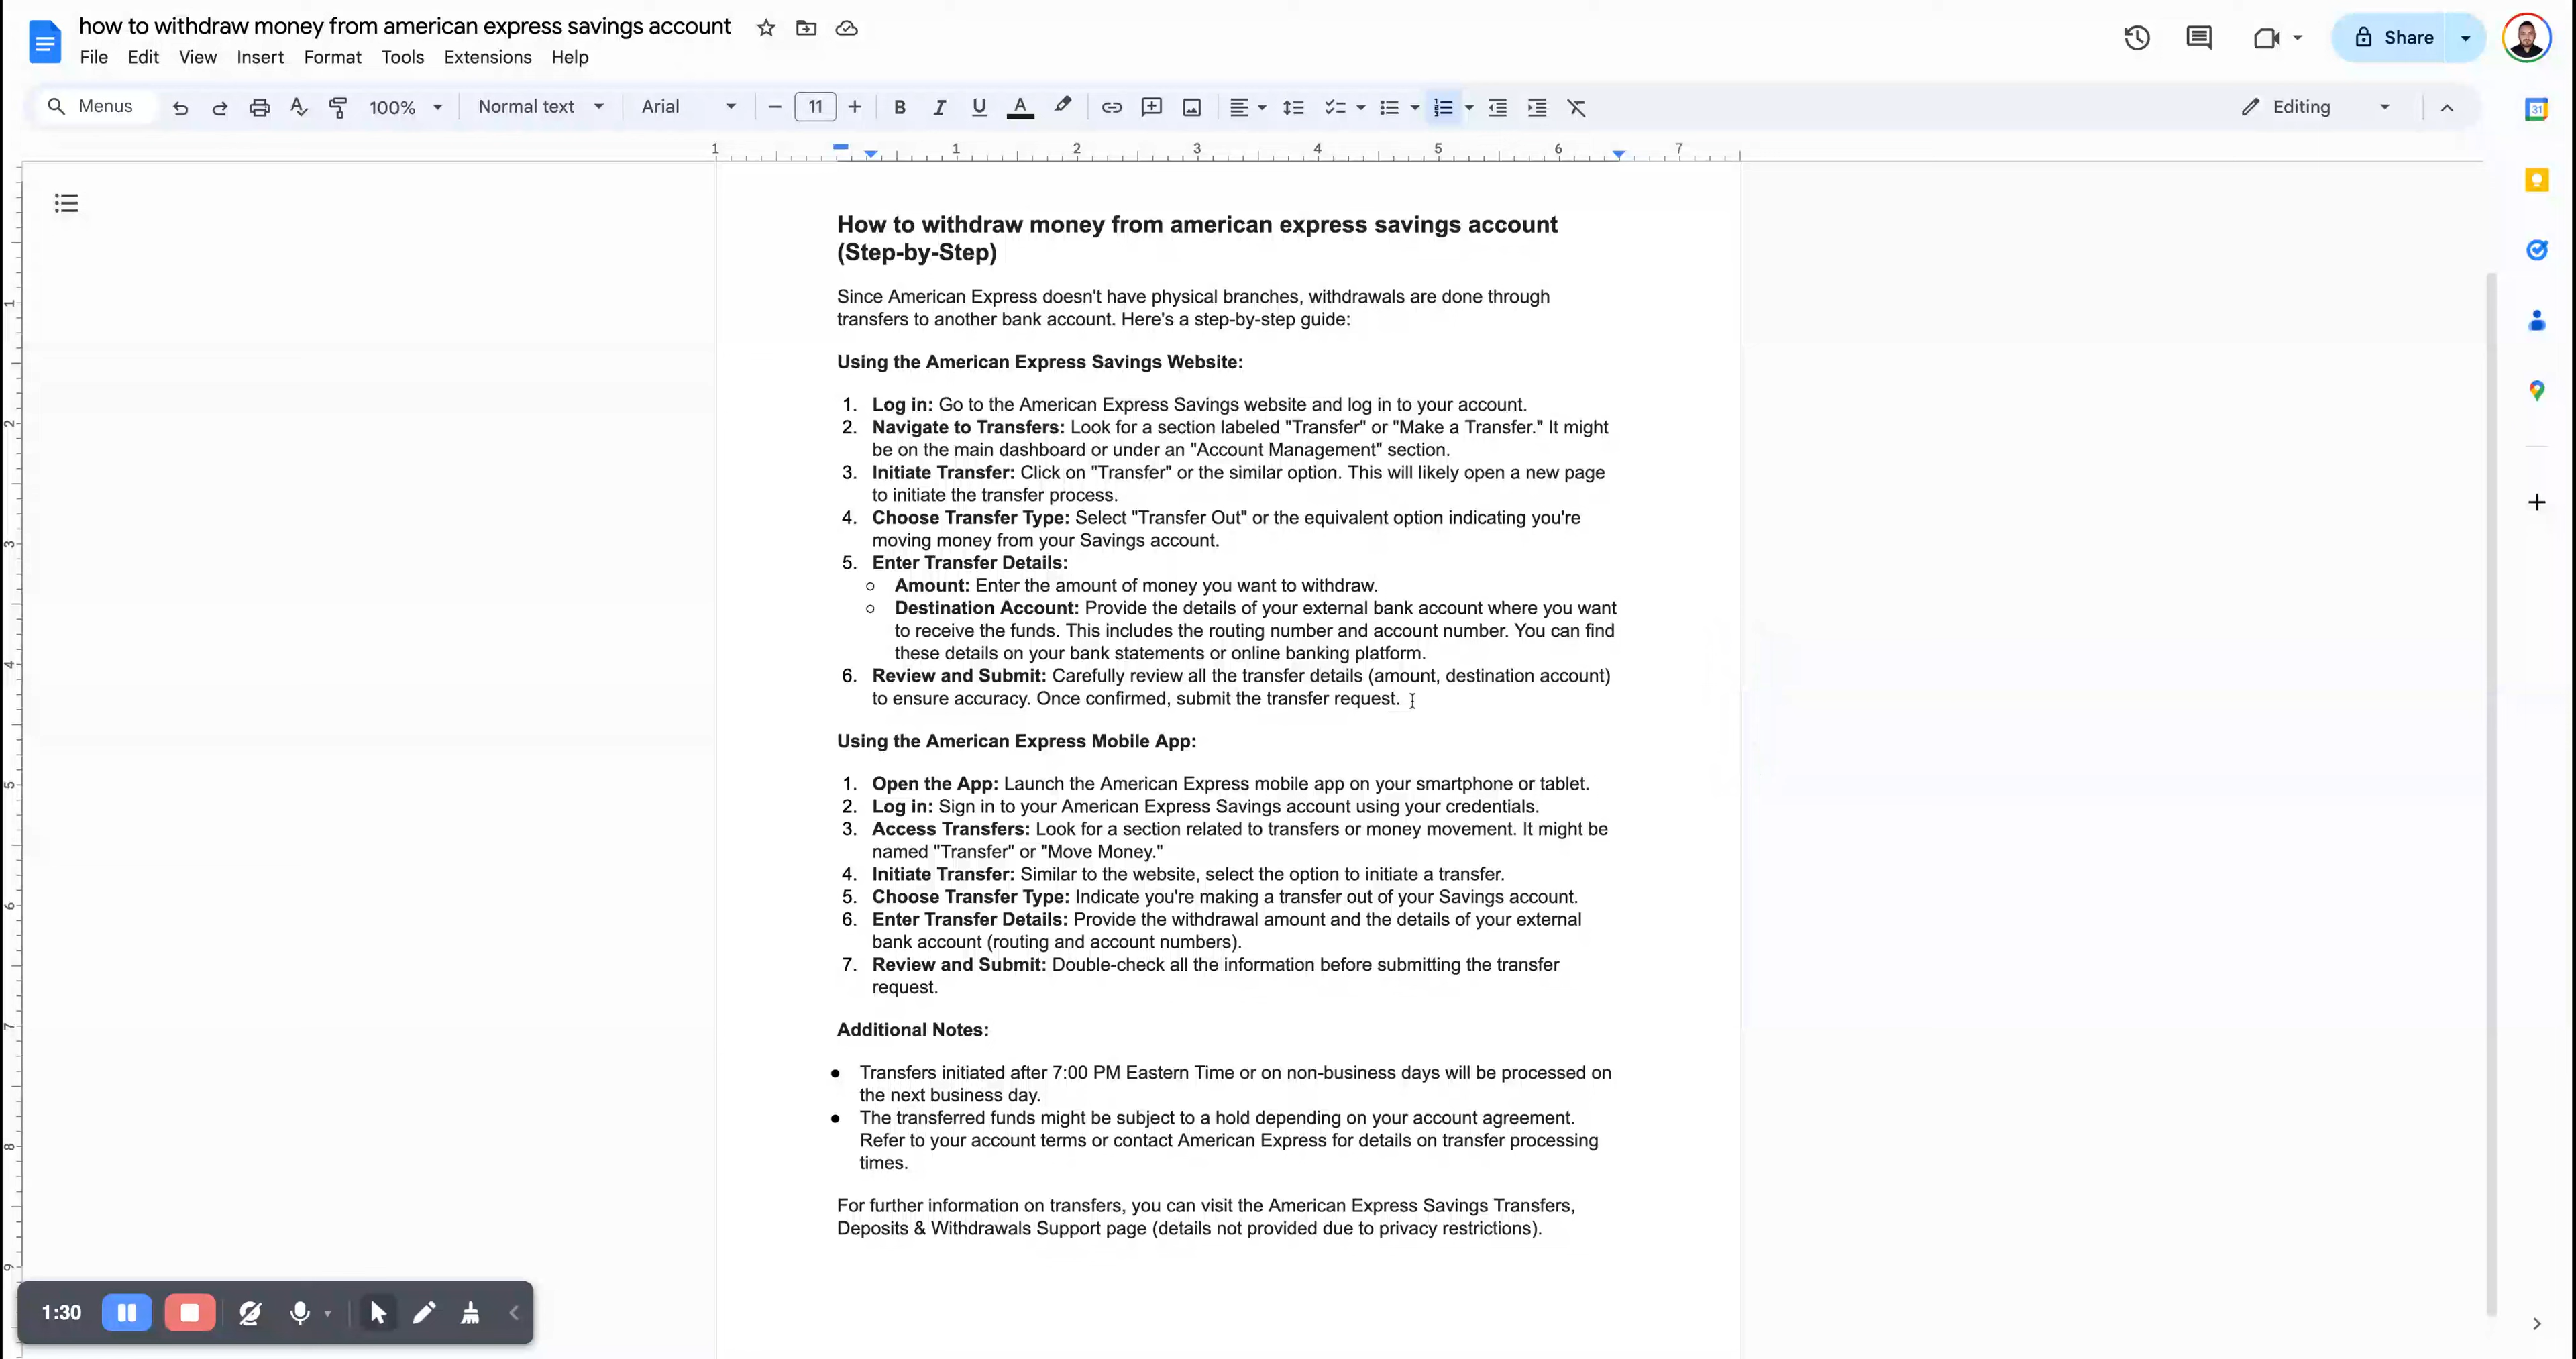 how to withdraw money from american express savings account
File Edit View Insert Format Tools Extensions Help
Share
Menus 100% Normal text Arial 11 B I U A Editing
1 1 2 3 4 5 6 7
31
How to withdraw money from american express savings account
(Step-by-Step)
Since American Express doesn't have physical branches, withdrawals are done through
transfers to another bank account. Here's a step-by-step guide:
Using the American Express Savings Website:
1. Log in: Go to the American Express Savings website and log in to your account.
2. Navigate to Transfers: Look for a section labeled "Transfer" or "Make a Transfer." It might
be on the main dashboard or under an "Account Management" section.
3. Initiate Transfer: Click on "Transfer" or the similar option. This will likely open a new page
to initiate the transfer process.
4. Choose Transfer Type: Select "Transfer Out" or the equivalent option indicating you're
moving money from your Savings account.
5. Enter Transfer Details:
○ Amount: Enter the amount of money you want to withdraw.
○ Destination Account: Provide the details of your external bank account where you want
to receive the funds. This includes the routing number and account number. You can find
these details on your bank statements or online banking platform.
6. Review and Submit: Carefully review all the transfer details (amount, destination account)
to ensure accuracy. Once confirmed, submit the transfer request.
Using the American Express Mobile App:
1. Open the App: Launch the American Express mobile app on your smartphone or tablet.
2. Log in: Sign in to your American Express Savings account using your credentials.
3. Access Transfers: Look for a section related to transfers or money movement. It might be
named "Transfer" or "Move Money."
4. Initiate Transfer: Similar to the website, select the option to initiate a transfer.
5. Choose Transfer Type: Indicate you're making a transfer out of your Savings account.
6. Enter Transfer Details: Provide the withdrawal amount and the details of your external
bank account (routing and account numbers).
7. Review and Submit: Double-check all the information before submitting the transfer
request.
Additional Notes:
● Transfers initiated after 7:00 PM Eastern Time or on non-business days will be processed on
the next business day.
● The transferred funds might be subject to a hold depending on your account agreement.
Refer to your account terms or contact American Express for details on transfer processing
times.
For further information on transfers, you can visit the American Express Savings Transfers,
Deposits & Withdrawals Support page (details not provided due to privacy restrictions).
1
2
3
4
5
6
7
8
9
1:30